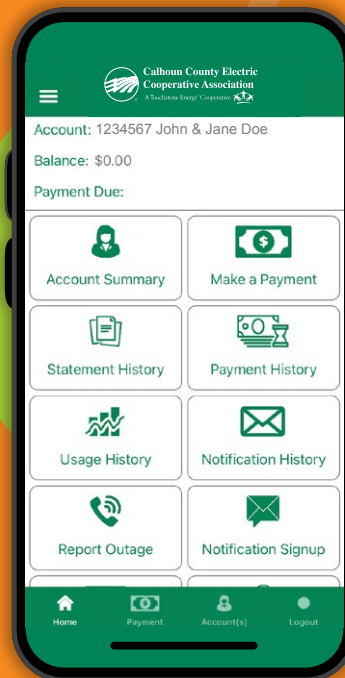 Calhoun County Electric
Cooperative Association
A Touchstone Energy® Cooperative
Account: 1234567 John & Jane Doe
Balance: $0.00
Payment Due:
Account Summary
Make a Payment
Statement History
Payment History
Usage History
Notification History
Report Outage
Notification Signup
Home
Payment
Account(s)
Logout